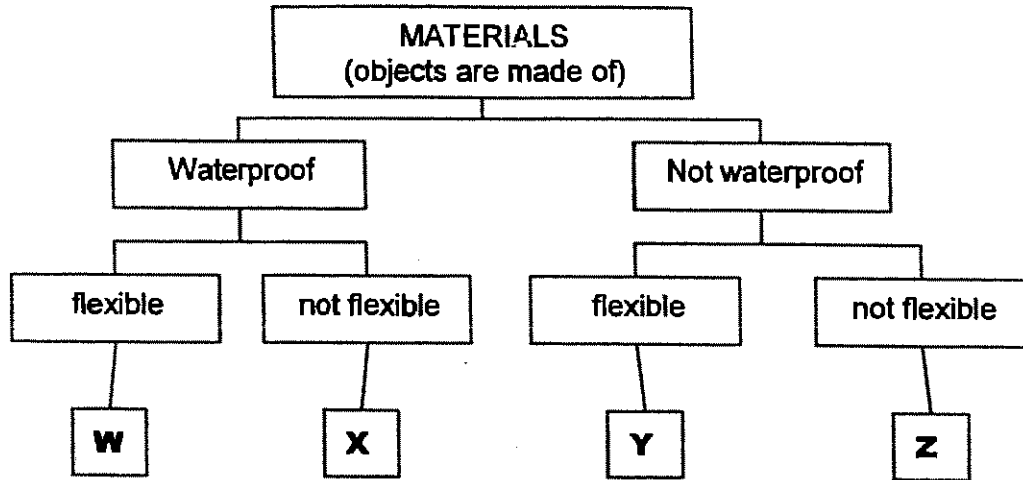 MATERIALS
(objects are made of)
Waterproof
Not waterproof
flexible
not flexible
flexible
not flexible
W
X
Y
Z